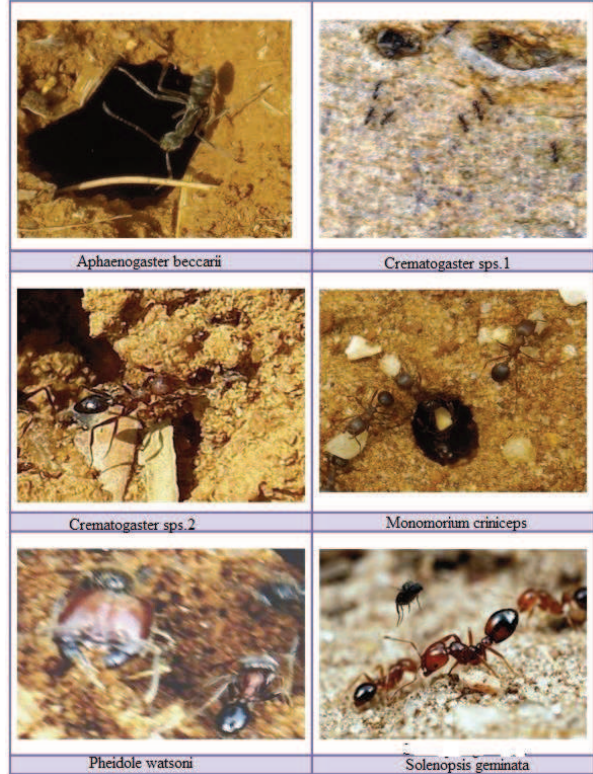 Aphaenogaster beccarii
Crematogaster sps.1
Crematogaster sps.2
Monomorium criniceps
Pheidole watsoni
Solenopsis geminata